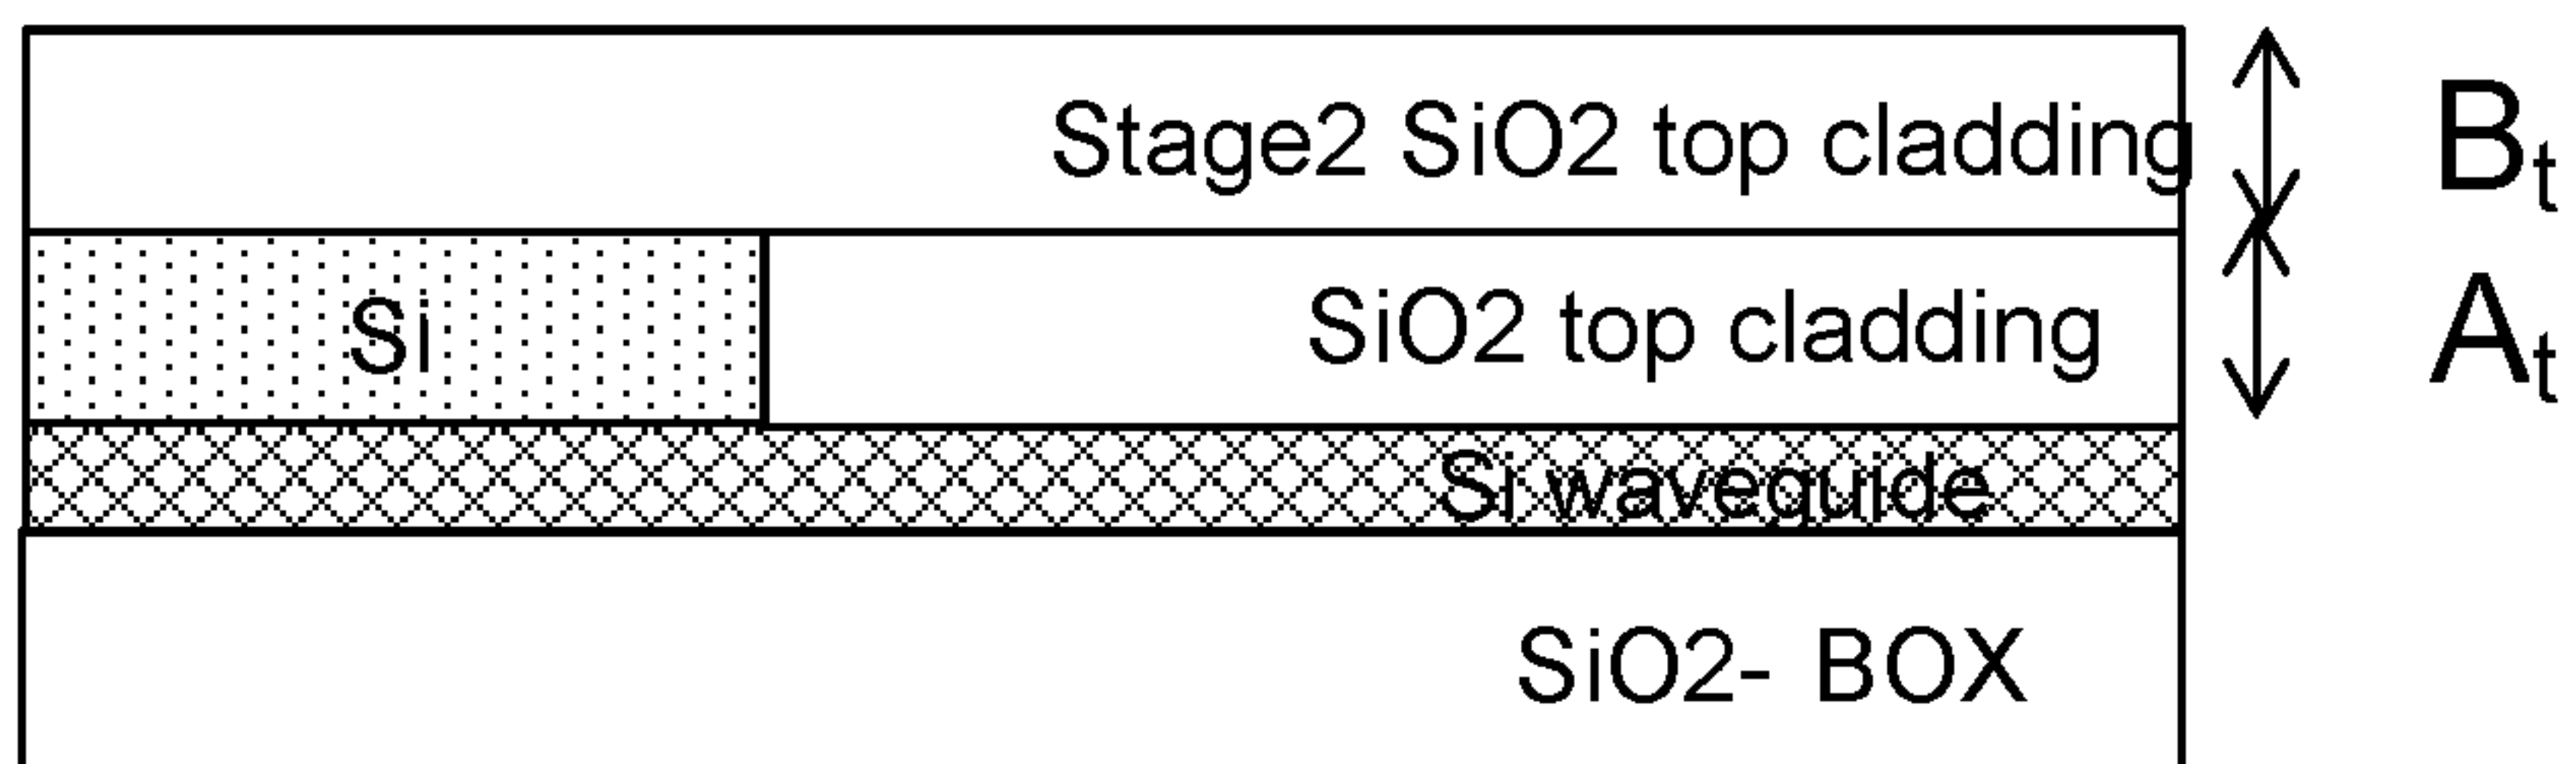 Stage2 SiO2 top cladding
Bt
Si
SiO2 top cladding
At
Si waveguide
SiO2- BOX